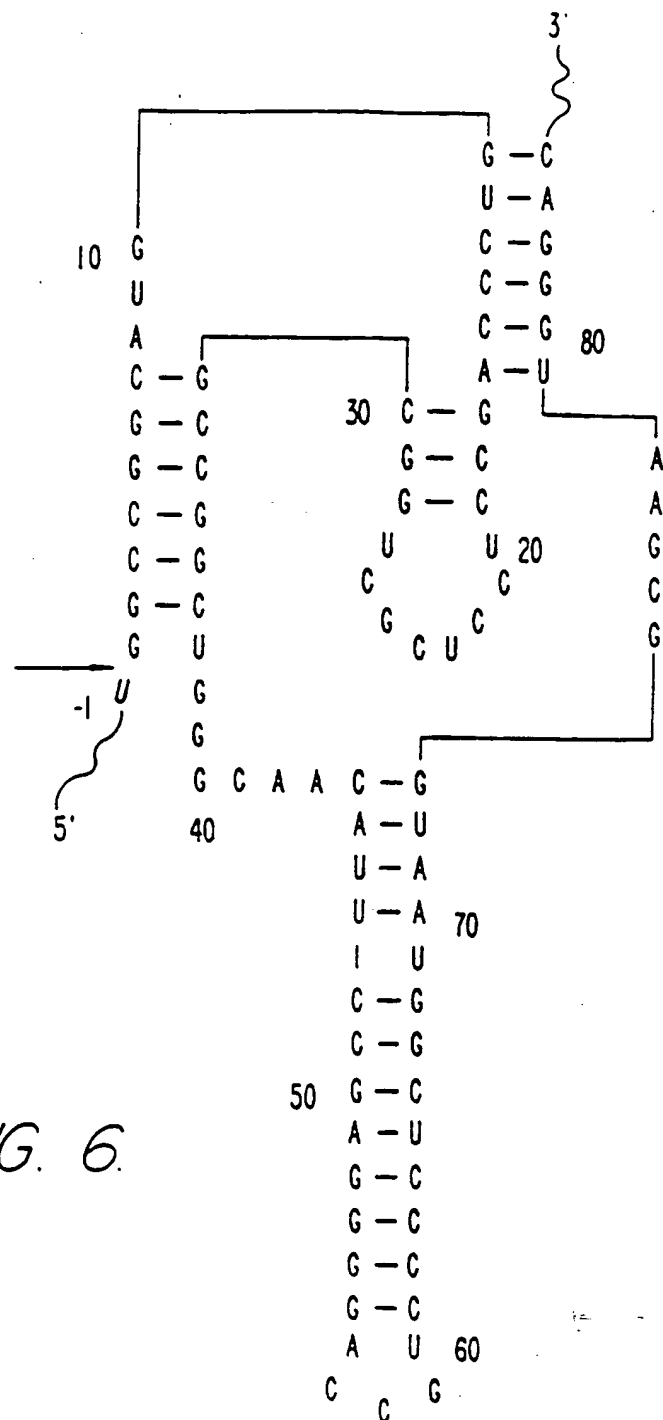 3'
G – C
U – A
G C – G
10 U C – G
A C – G 80
C – G A – U
G – C 30 C – G A
G – C G – C A
C – G G – C G
C – G U U 20 C
G – C C C G
G U G C
U G C U
-1 G
5' G C A A C – G
40 A – U
U – A
U – A 70
I U
C – G
C – G
50 G – C
A – U
G – C
G – C
G – C
G – C
A U 60
C G
C
G. 6.